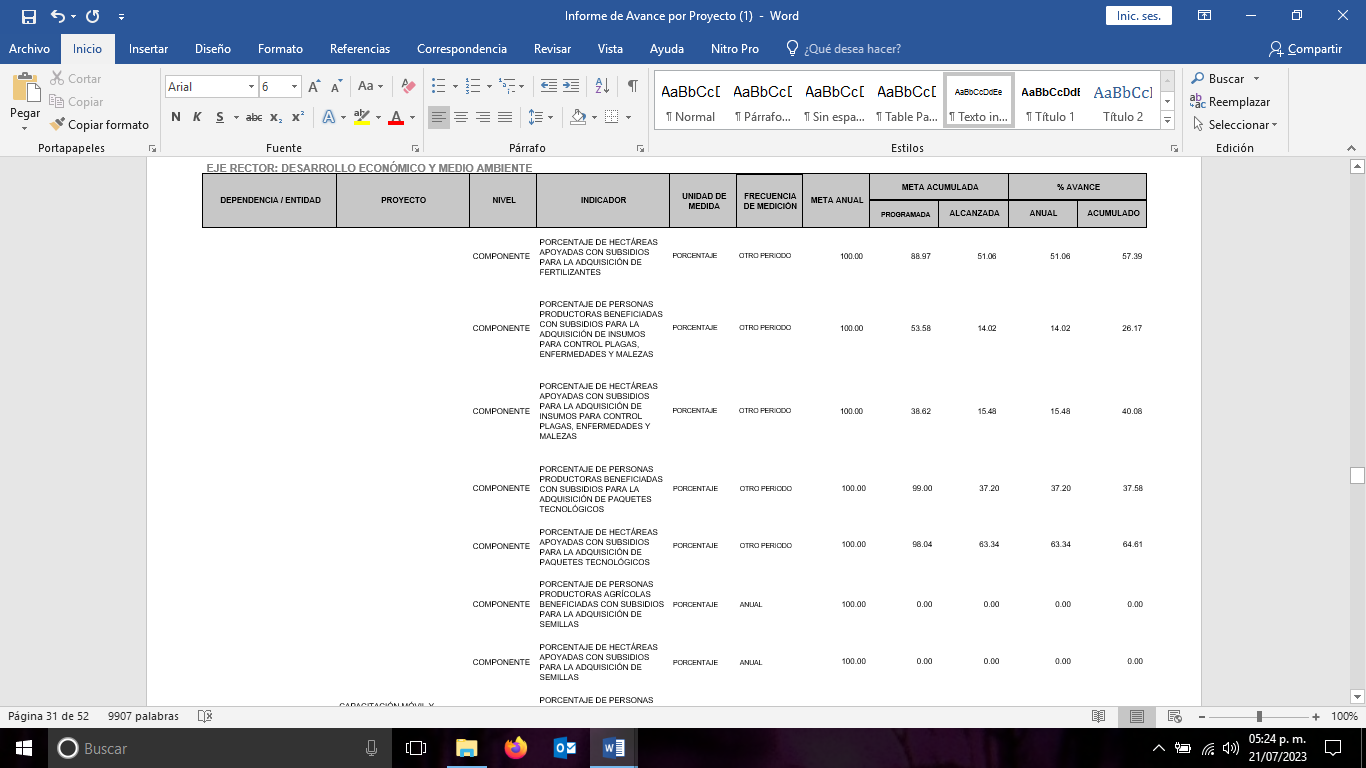 Informe de Avance por Proyecto (1) - Word
Inic. ses.
Archivo Inicio Insertar Diseño Formato Referencias Correspondencia Revisar Vista Ayuda Nitro Pro ¿Qué desea hacer? Compartir
Pegar
Cortar
Copiar
Copiar formato
Portapapeles
Arial 6
N K S abc x₂ x²
Fuente
Párrafo
AaBbCcI ¶ Normal
AaBbCcI ¶ Párrafo...
AaBbCcI ¶ Sin espa...
AaBbCcI ¶ Table Pa...
AaBbCcDdEe ¶ Texto in...
AaBbCcDdE ¶ Título 1
AaBbCcI Título 2
Estilos
Buscar
Reemplazar
Seleccionar
Edición
EJE RECTOR: DESARROLLO ECONÓMICO Y MEDIO AMBIENTE
DEPENDENCIA / ENTIDAD PROYECTO NIVEL INDICADOR UNIDAD DE MEDIDA FRECUENCIA DE MEDICIÓN META ANUAL META ACUMULADA % AVANCE
PROGRAMADA ALCANZADA ANUAL ACUMULADO
PORCENTAJE DE HECTÁREAS
APOYADAS CON SUBSIDIOS
COMPONENTE PARA LA ADQUISICIÓN DE PORCENTAJE OTRO PERIODO 100.00 88.97 51.06 51.06 57.39
FERTILIZANTES
PORCENTAJE DE PERSONAS
PRODUCTORAS BENEFICIADAS
COMPONENTE CON SUBSIDIOS PARA LA PORCENTAJE OTRO PERIODO 100.00 53.58 14.02 14.02 26.17
ADQUISICIÓN DE INSUMOS
PARA CONTROL PLAGAS,
ENFERMEDADES Y MALEZAS
PORCENTAJE DE HECTÁREAS
APOYADAS CON SUBSIDIOS
COMPONENTE PARA LA ADQUISICIÓN DE PORCENTAJE OTRO PERIODO 100.00 38.62 15.48 15.48 40.08
INSUMOS PARA CONTROL
PLAGAS, ENFERMEDADES Y
MALEZAS
PORCENTAJE DE PERSONAS
PRODUCTORAS BENEFICIADAS
COMPONENTE CON SUBSIDIOS PARA LA PORCENTAJE OTRO PERIODO 100.00 99.00 37.20 37.20 37.58
ADQUISICIÓN DE PAQUETES
TECNOLÓGICOS
PORCENTAJE DE HECTÁREAS
APOYADAS CON SUBSIDIOS
COMPONENTE PARA LA ADQUISICIÓN DE PORCENTAJE OTRO PERIODO 100.00 98.04 63.34 63.34 64.61
PAQUETES TECNOLÓGICOS
PORCENTAJE DE PERSONAS
PRODUCTORAS AGRÍCOLAS
COMPONENTE BENEFICIADAS CON SUBSIDIOS PORCENTAJE ANUAL 100.00 0.00 0.00 0.00 0.00
PARA LA ADQUISICIÓN DE
SEMILLAS
PORCENTAJE DE HECTÁREAS
APOYADAS CON SUBSIDIOS
COMPONENTE PARA LA ADQUISICIÓN DE PORCENTAJE ANUAL 100.00 0.00 0.00 0.00 0.00
SEMILLAS
CAPACITACIÓN MÓVIL Y PORCENTAJE DE PERSONAS
Página 31 de 52 9907 palabras 100%
Buscar
05:24 p. m.
21/07/2023